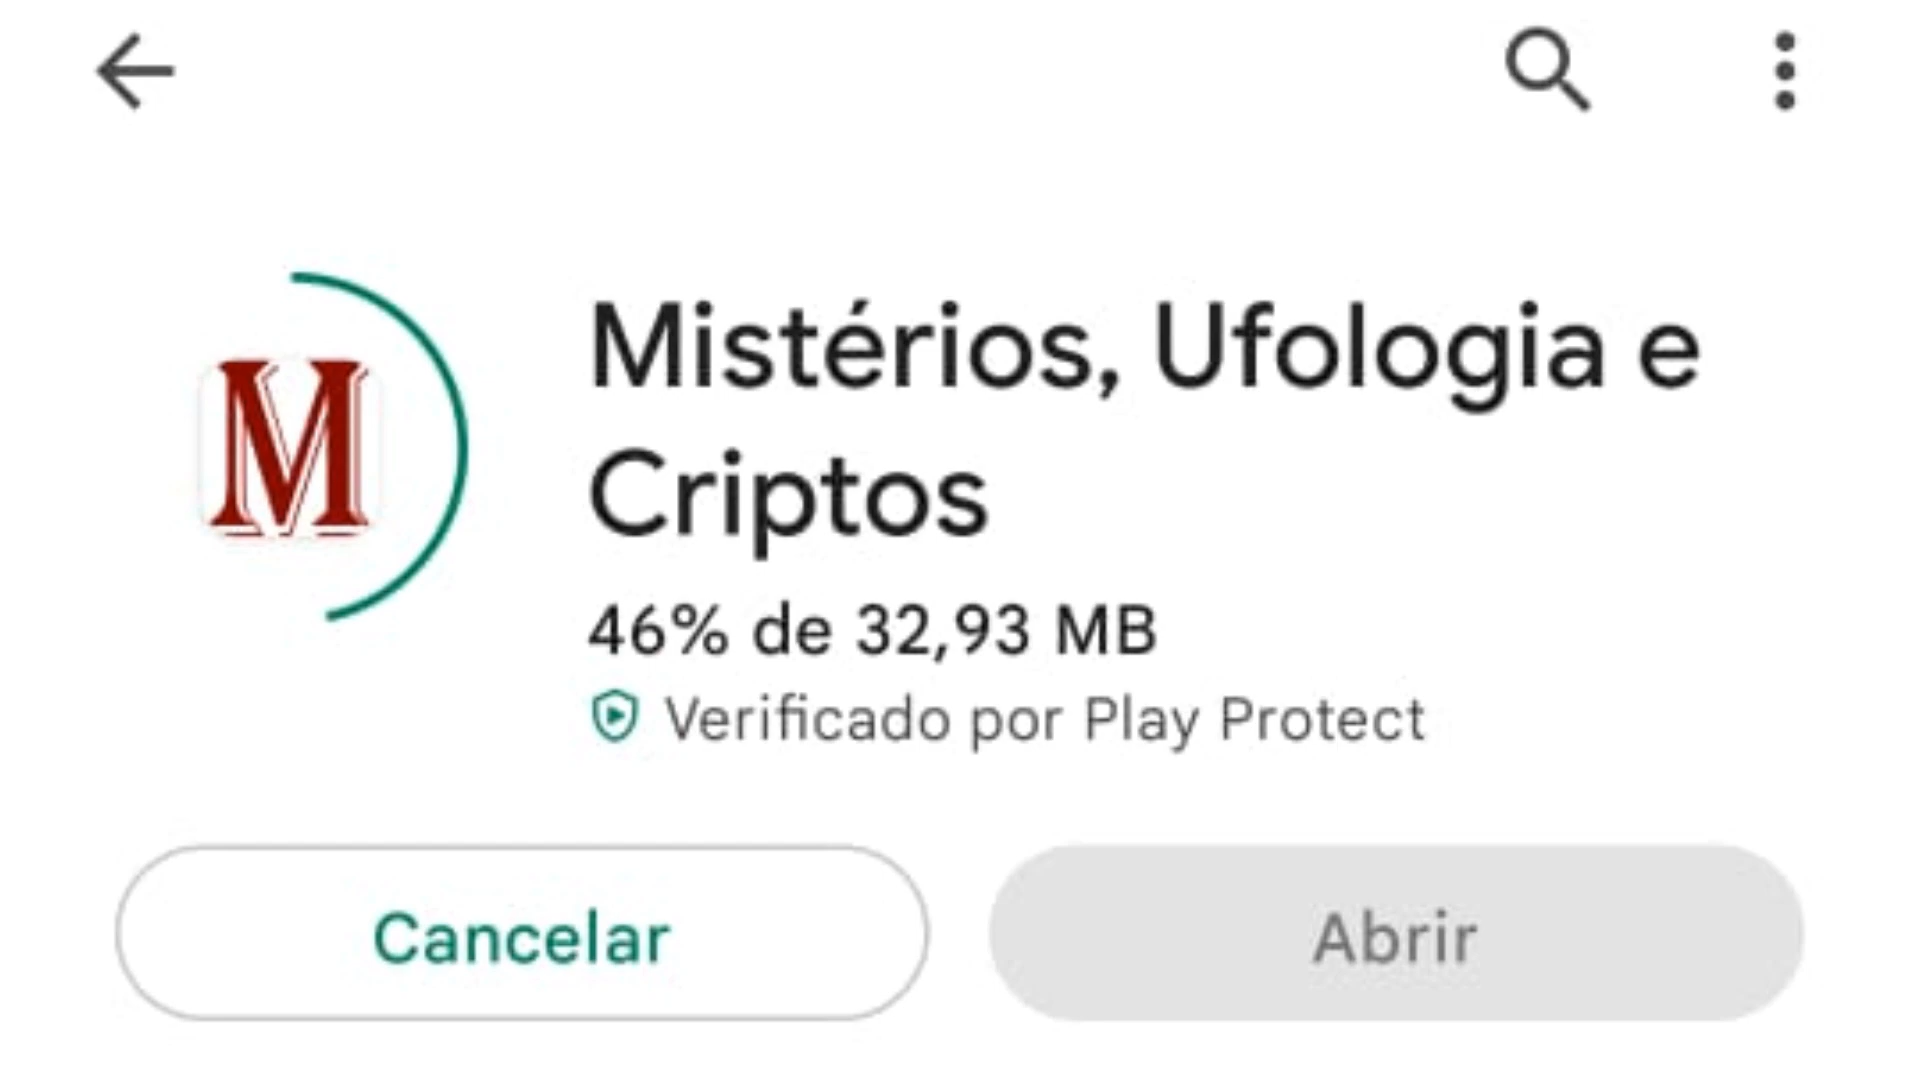 M
Mistérios, Ufologia e
Criptos
46% de 32,93 MB
Verificado por Play Protect
Cancelar
Abrir